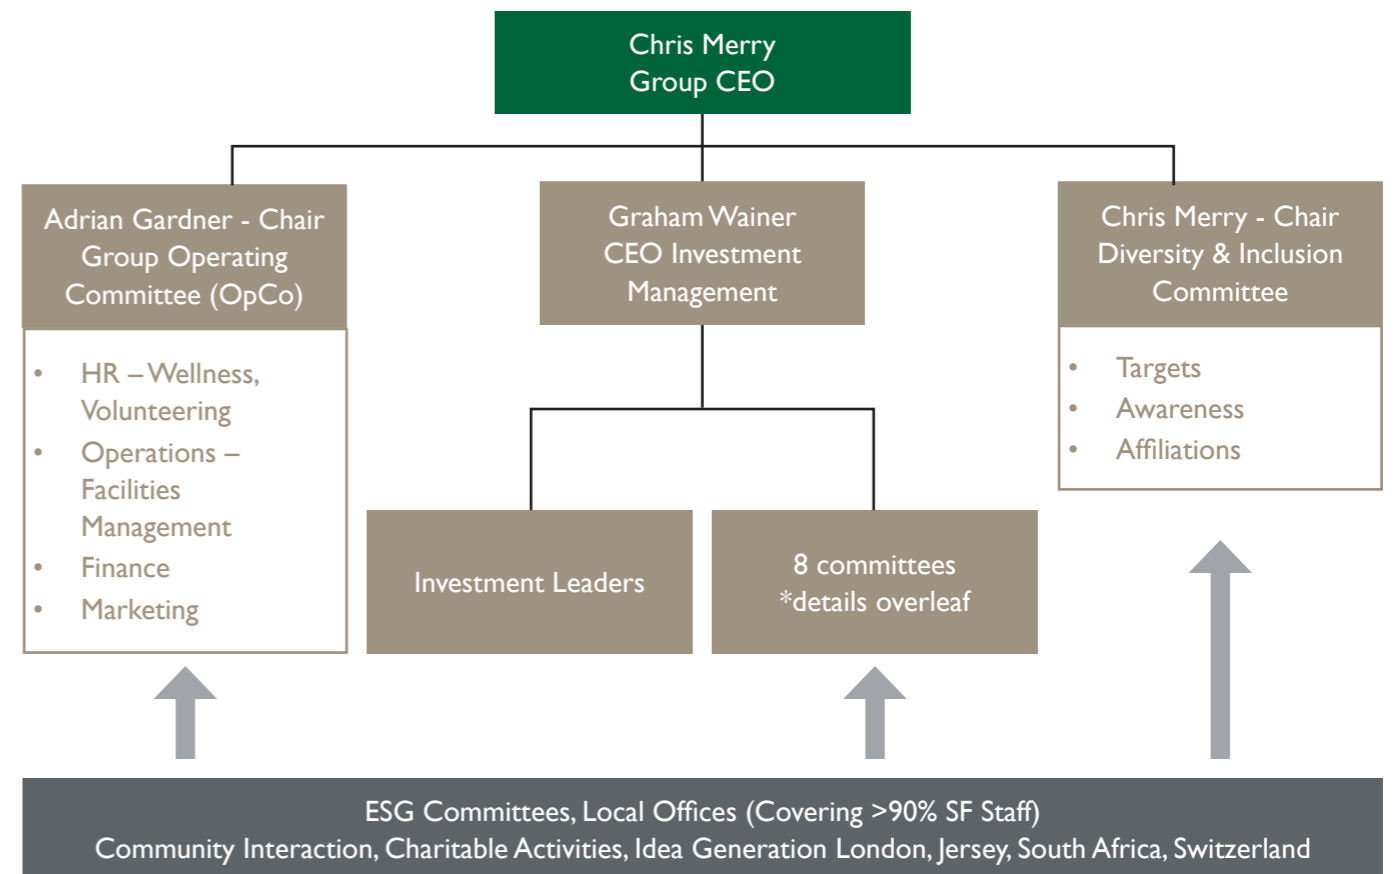 Chris Merry
Group CEO
Adrian Gardner - Chair
Group Operating
Committee (OpCo)
• HR – Wellness,
Volunteering
• Operations –
Facilities
Management
• Finance
• Marketing
Graham Wainer
CEO Investment
Management
Investment Leaders
8 committees
*details overleaf
Chris Merry - Chair
Diversity & Inclusion
Committee
• Targets
• Awareness
• Affiliations
ESG Committees, Local Offices (Covering >90% SF Staff)
Community Interaction, Charitable Activities, Idea Generation London, Jersey, South Africa, Switzerland